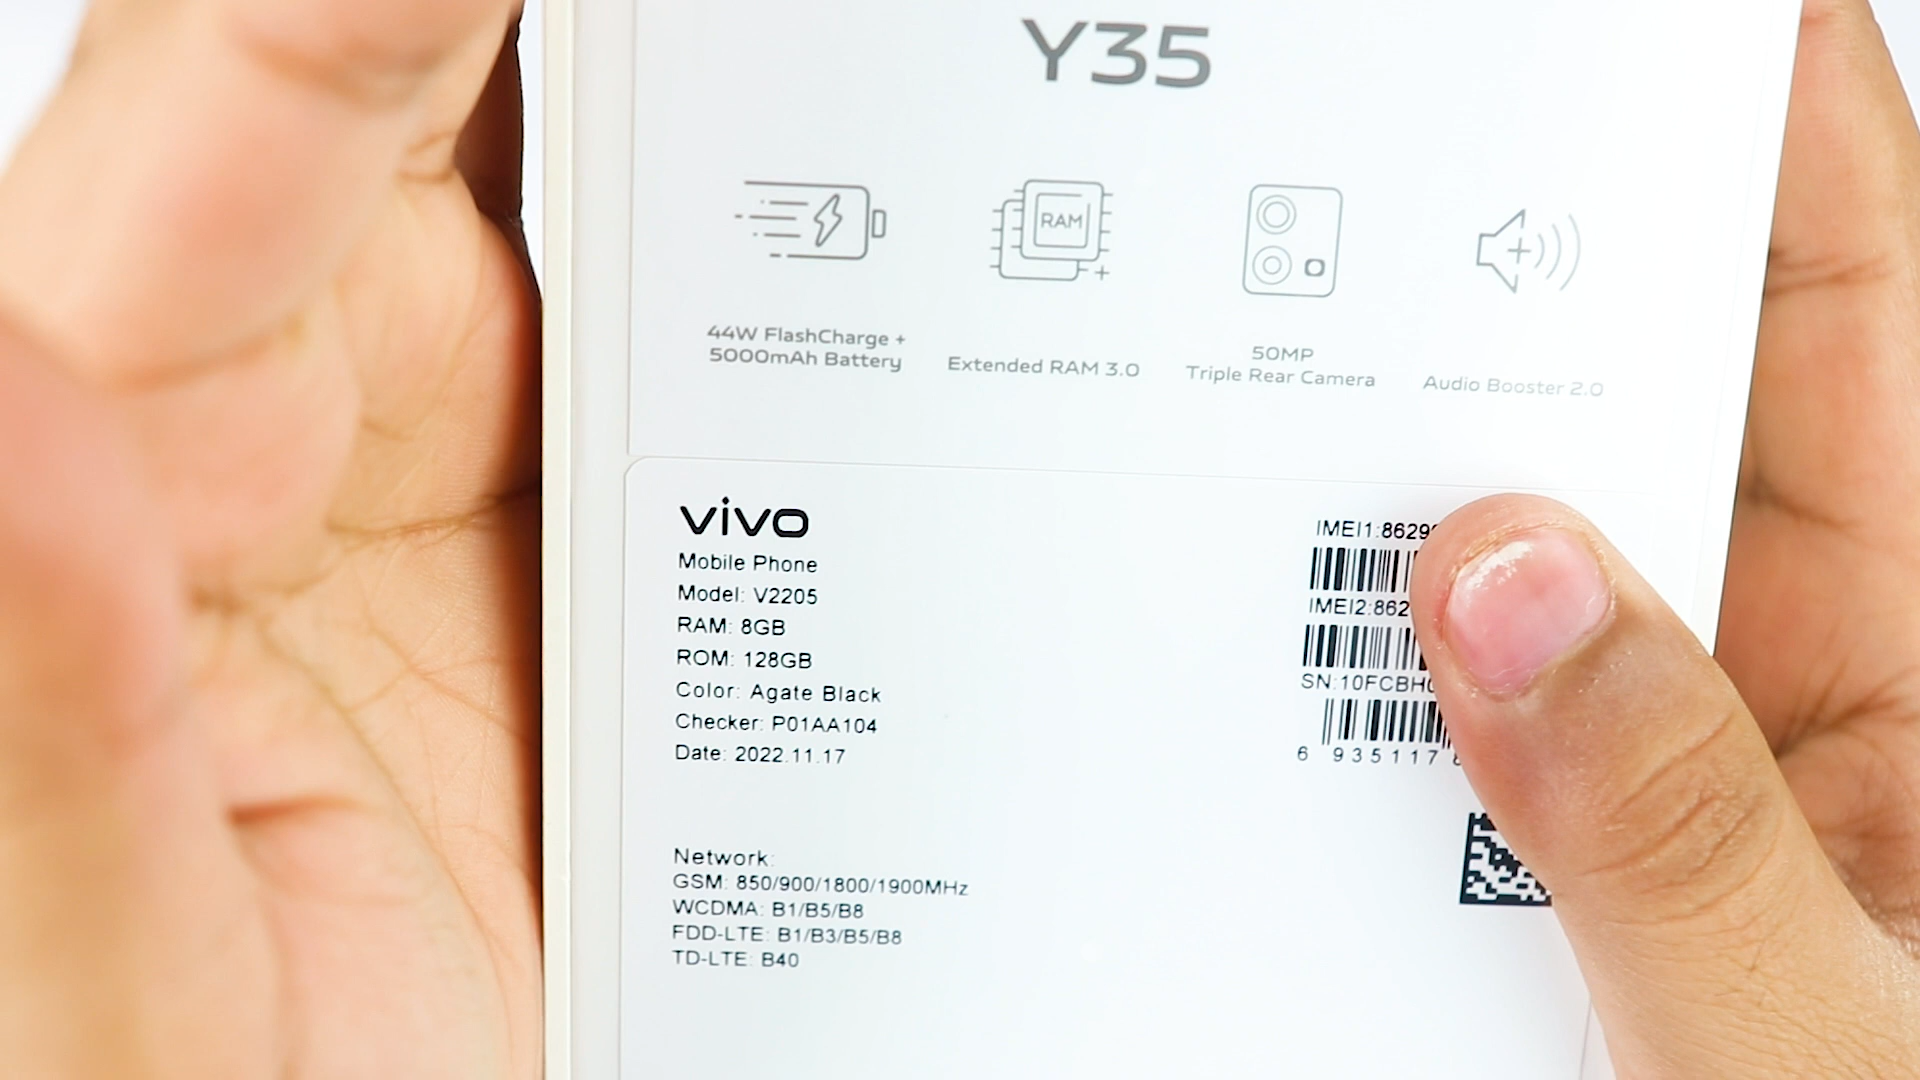 Y35
RAM
44W FlashCharge +
5000mAh Battery
Extended RAM 3.0
50MP
Triple Rear Camera
Audio Booster 2.0
vivo
Mobile Phone
Model: V2205
RAM: 8GB
ROM: 128GB
Color: Agate Black
Checker: P01AA104
Date: 2022.11.17
Network:
GSM: 850/900/1800/1900MHz
WCDMA: B1/B5/B8
FDD-LTE: B1/B3/B5/B8
TD-LTE: B40
IMEI1:8629
IMEI2:862
SN:10FCBH
6 935117